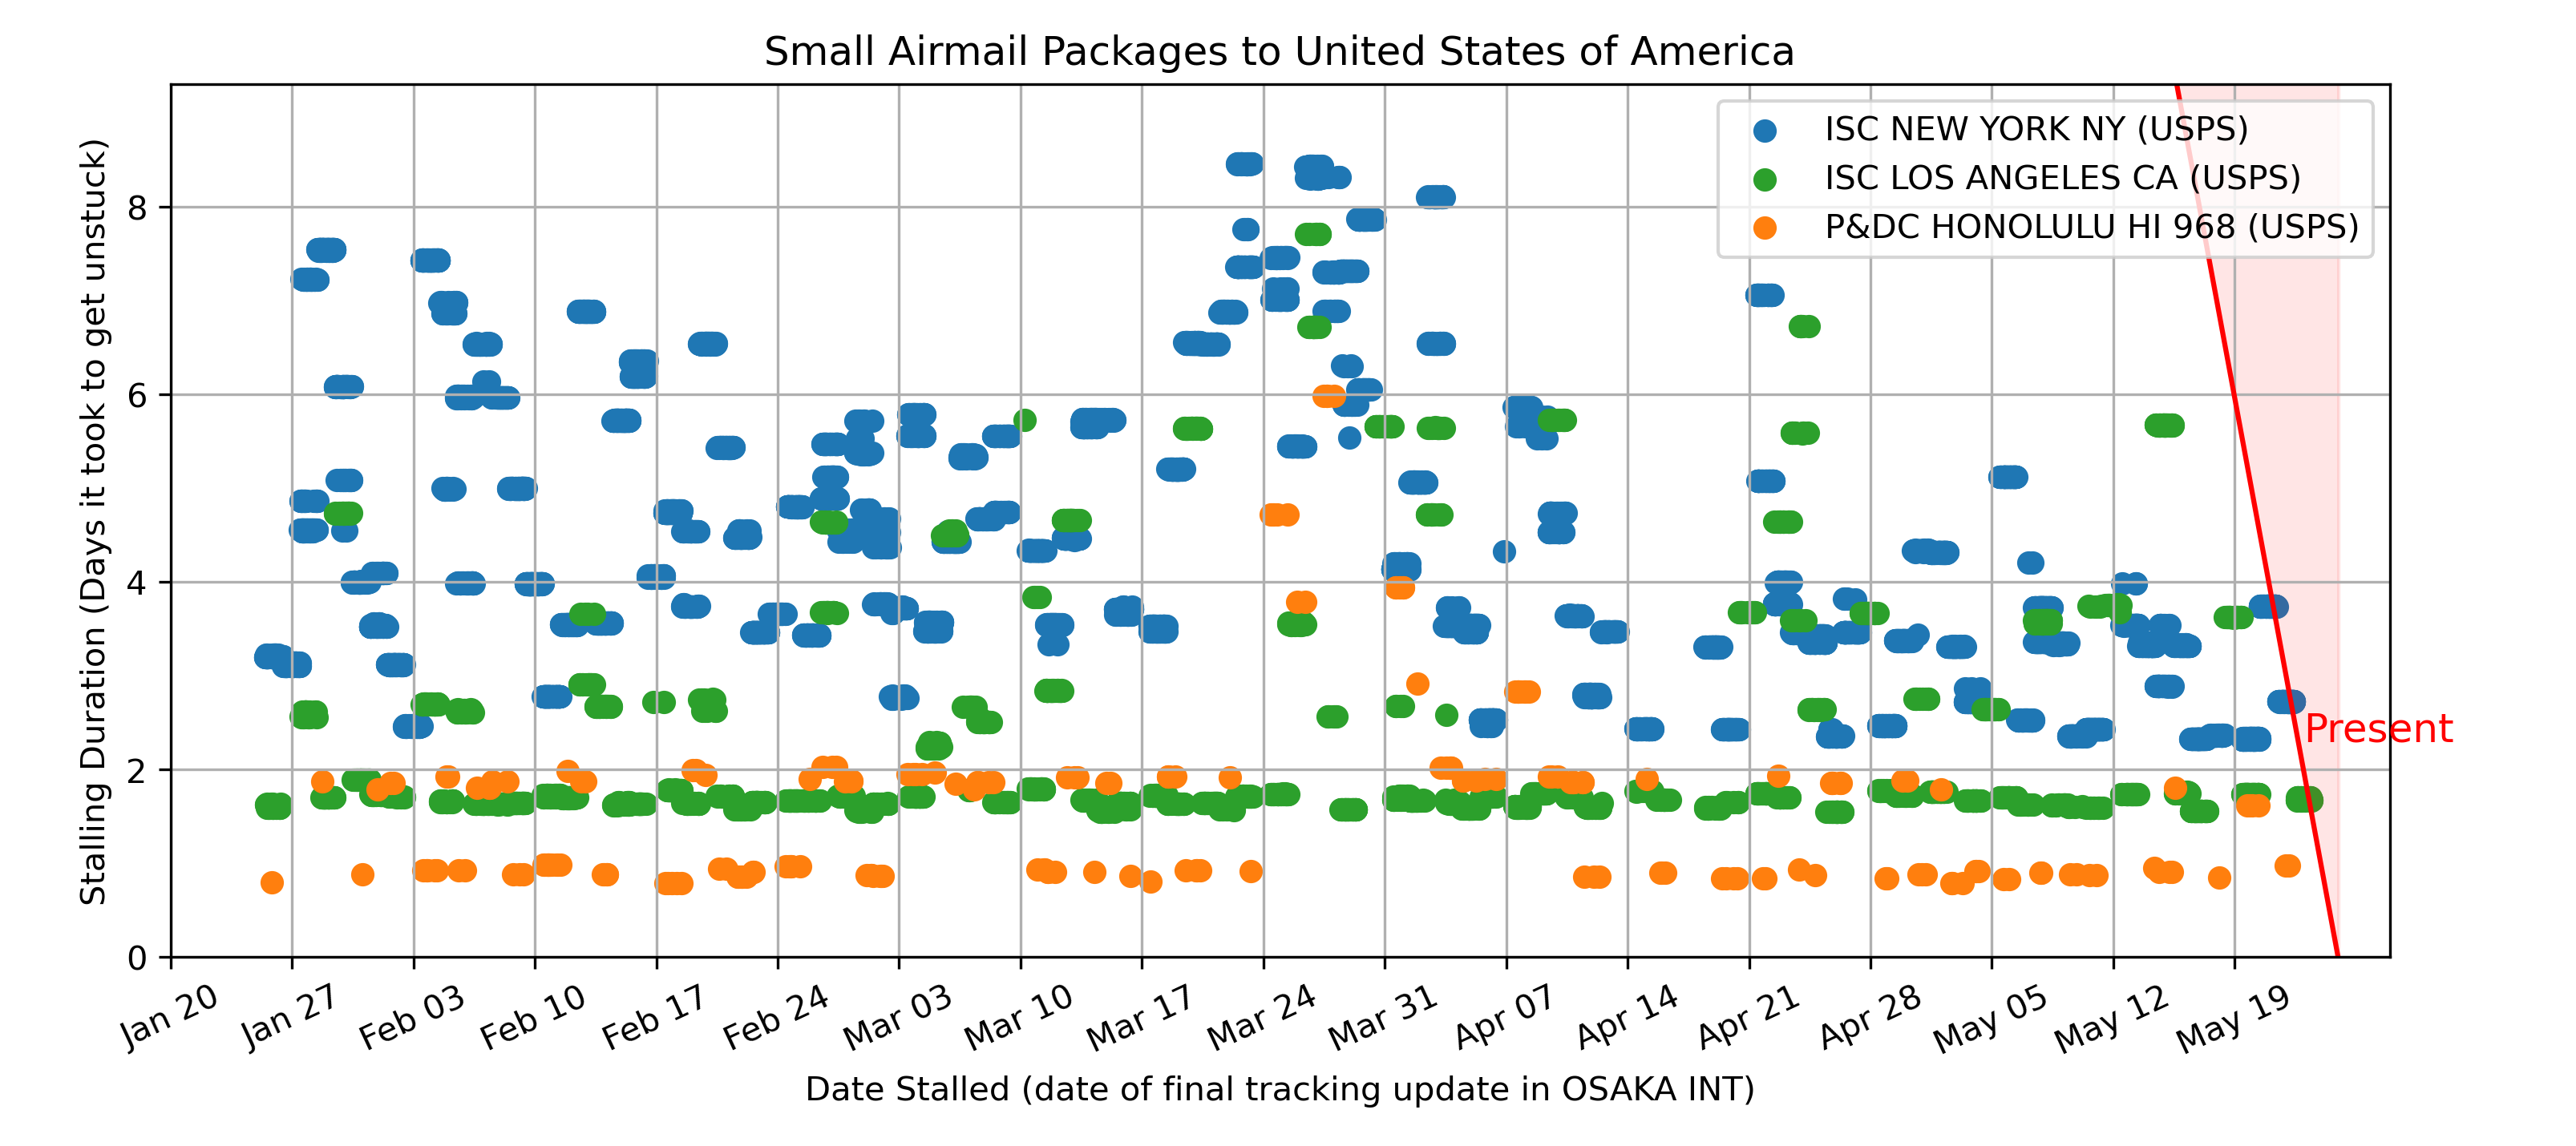 Small Airmail Packages to United States of America
Stalling Duration (Days it took to get unstuck)
8
6
4
2
0
ISC NEW YORK NY (USPS)
ISC LOS ANGELES CA (USPS)
P&DC HONOLULU HI 968 (USPS)
Present
Jan 20 Jan 27 Feb 03 Feb 10 Feb 17 Feb 24 Mar 03 Mar 10 Mar 17 Mar 24 Mar 31 Apr 07 Apr 14 Apr 21 Apr 28 May 05 May 12 May 19
Date Stalled (date of final tracking update in OSAKA INT)